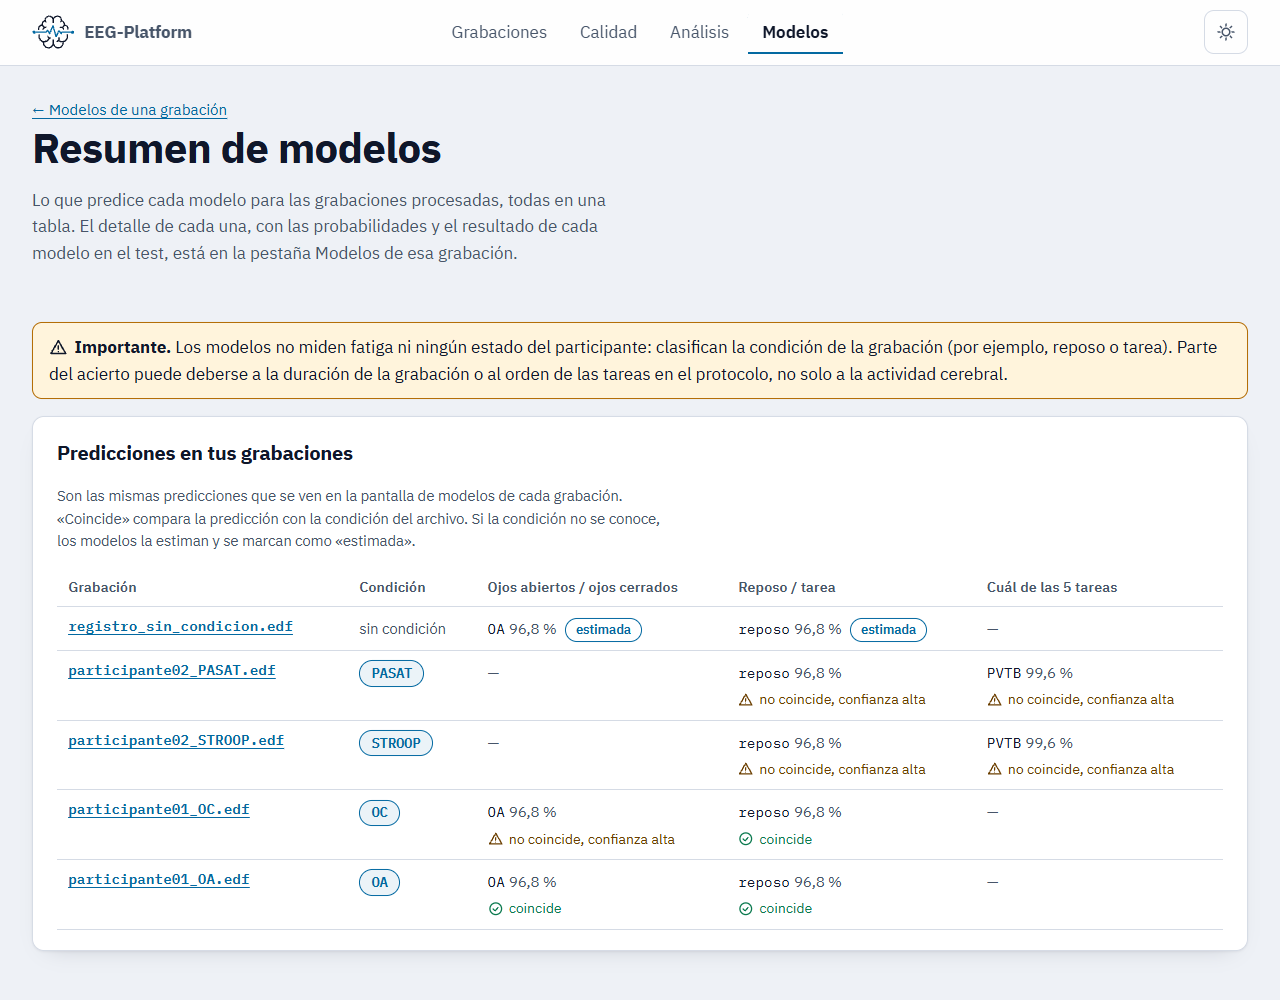 EEG-Platform
Grabaciones Calidad Análisis Modelos
← Modelos de una grabación
Resumen de modelos
Lo que predice cada modelo para las grabaciones procesadas, todas en una
tabla. El detalle de cada una, con las probabilidades y el resultado de cada
modelo en el test, está en la pestaña Modelos de esa grabación.
Importante. Los modelos no miden fatiga ni ningún estado del participante: clasifican la condición de la grabación (por ejemplo, reposo o tarea). Parte
del acierto puede deberse a la duración de la grabación o al orden de las tareas en el protocolo, no solo a la actividad cerebral.
Predicciones en tus grabaciones
Son las mismas predicciones que se ven en la pantalla de modelos de cada grabación.
«Coincide» compara la predicción con la condición del archivo. Si la condición no se conoce,
los modelos la estiman y se marcan como «estimada».
Grabación Condición Ojos abiertos / ojos cerrados Reposo / tarea Cuál de las 5 tareas
registro_sin_condicion.edf sin condición OA 96,8 % estimada reposo 96,8 % estimada —
participante02_PASAT.edf PASAT — reposo 96,8 % PVTB 99,6 %
no coincide, confianza alta no coincide, confianza alta
participante02_STROOP.edf STROOP — reposo 96,8 % PVTB 99,6 %
no coincide, confianza alta no coincide, confianza alta
participante01_OC.edf OC OA 96,8 % reposo 96,8 % —
no coincide, confianza alta coincide
participante01_OA.edf OA OA 96,8 % reposo 96,8 % —
coincide coincide